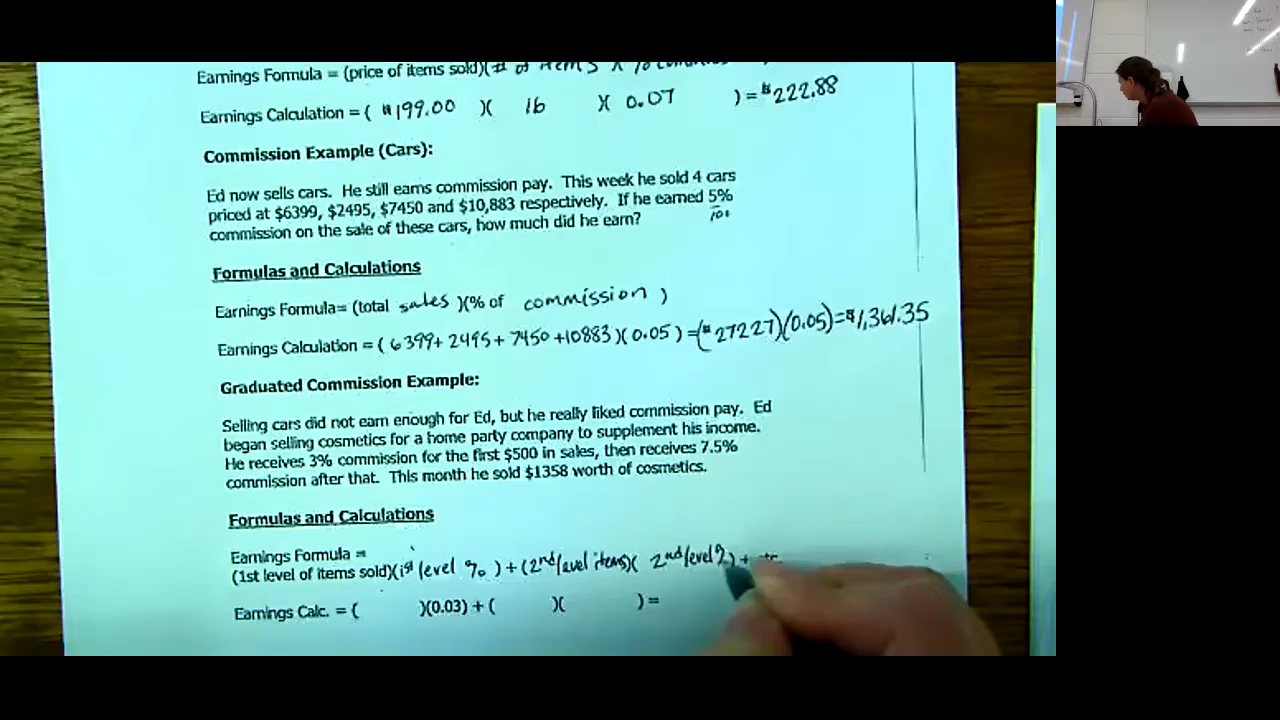 Earnings Formula = (price of items sold)(# of items
Earnings Calculation = ( $199.00 )( 16 )( 0.07 ) = $222.88
Commission Example (Cars):
Ed now sells cars. He still earns commission pay. This week he sold 4 cars
priced at $6399, $2495, $7450 and $10,883 respectively. If he earned 5%
100
commission on the sale of these cars, how much did he earn?
Formulas and Calculations
Earnings Formula= (total sales )(% of commission )
Earnings Calculation = ( 6399+ 2495 + 7450 +10883 )( 0.05 ) =($27227)(0.05)=$1,361.35
Graduated Commission Example:
Selling cars did not earn enough for Ed, but he really liked commission pay. Ed
began selling cosmetics for a home party company to supplement his income.
He receives 3% commission for the first $500 in sales, then receives 7.5%
commission after that. This month he sold $1358 worth of cosmetics.
Formulas and Calculations
Earnings Formula =
(1st level of items sold)(1st level % ) + (2nd level items)( 2nd level %) +
Earnings Calc. = ( )(0.03) + ( )( ) =